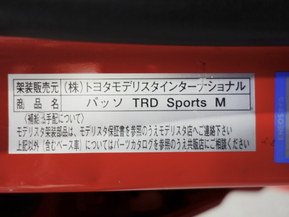 架装販売元 (株)トヨタモデリスタインターナショナル
商品名 パッソ TRD Sports M
(補給品手配について)
モデリスタ架装部品は、モデリスタ保証書を参照のうえモデリスタ店へご連絡下さい
上記以外(含むベース車)についてはパーツカタログを参照のうえ共販店にご相談ください